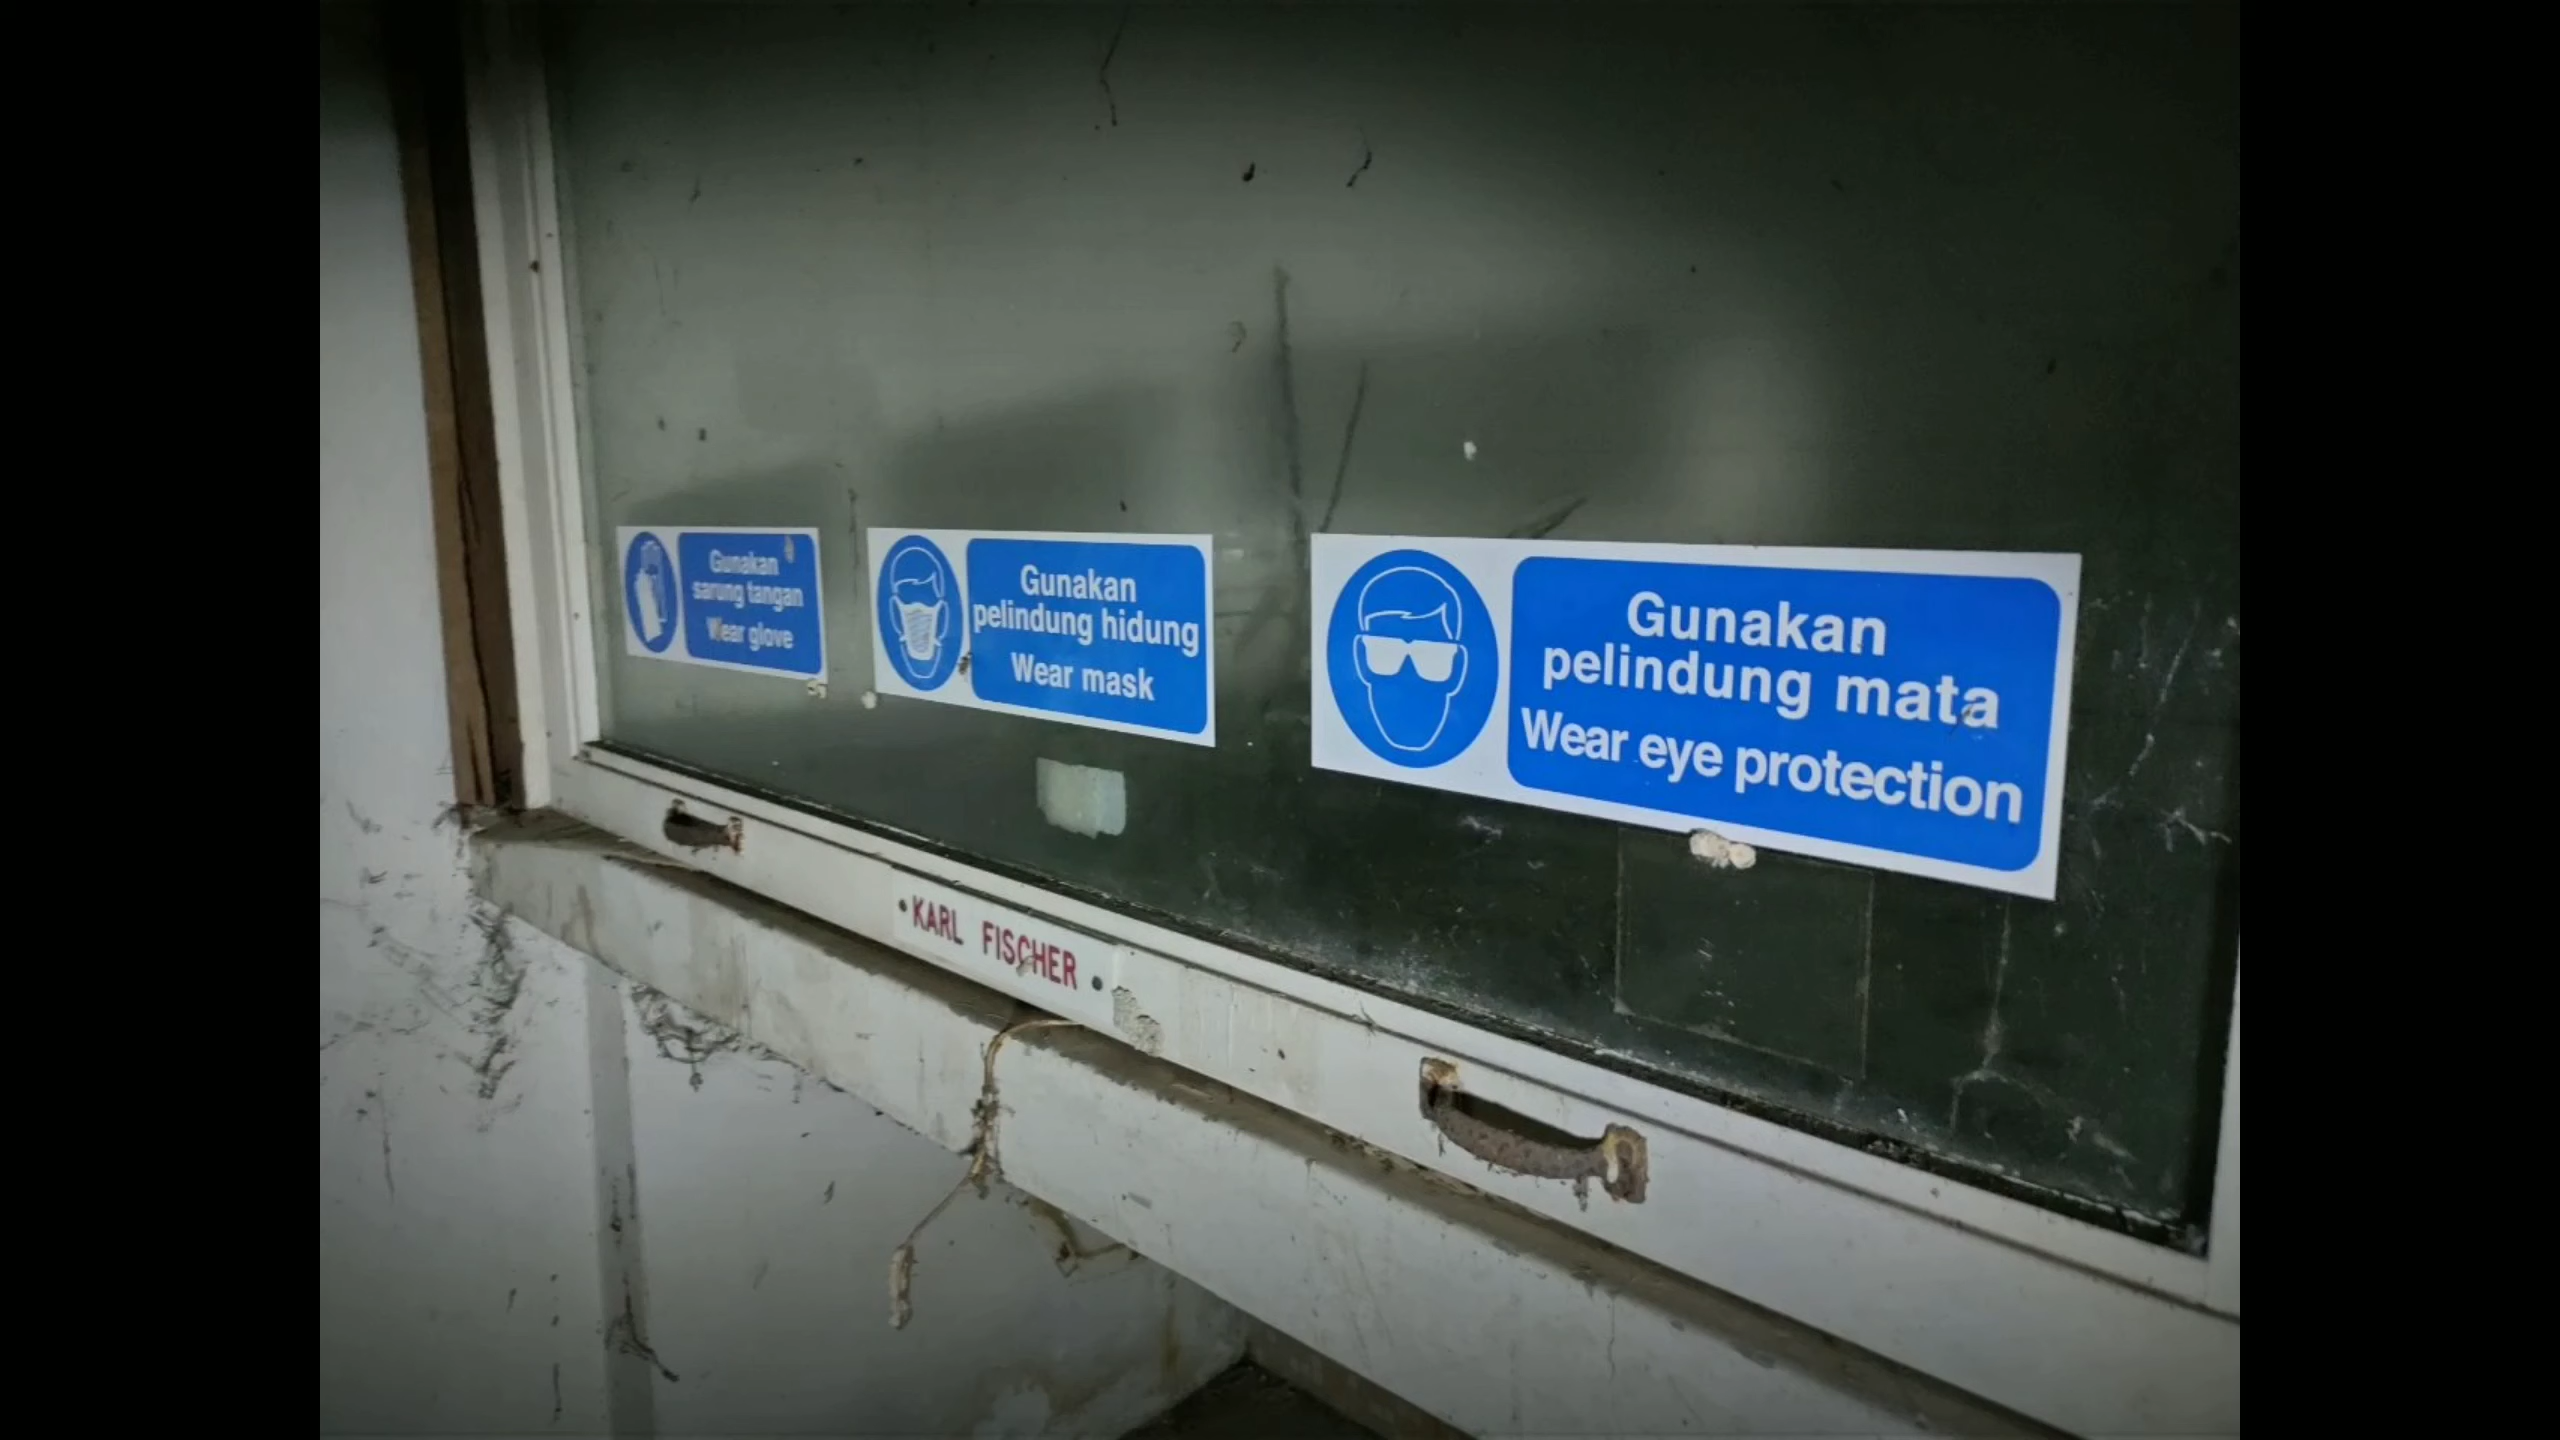 Gunakan
sarung tangan
Wear glove
Gunakan
pelindung hidung
Wear mask
Gunakan
pelindung mata
Wear eye protection
KARL FISCHER